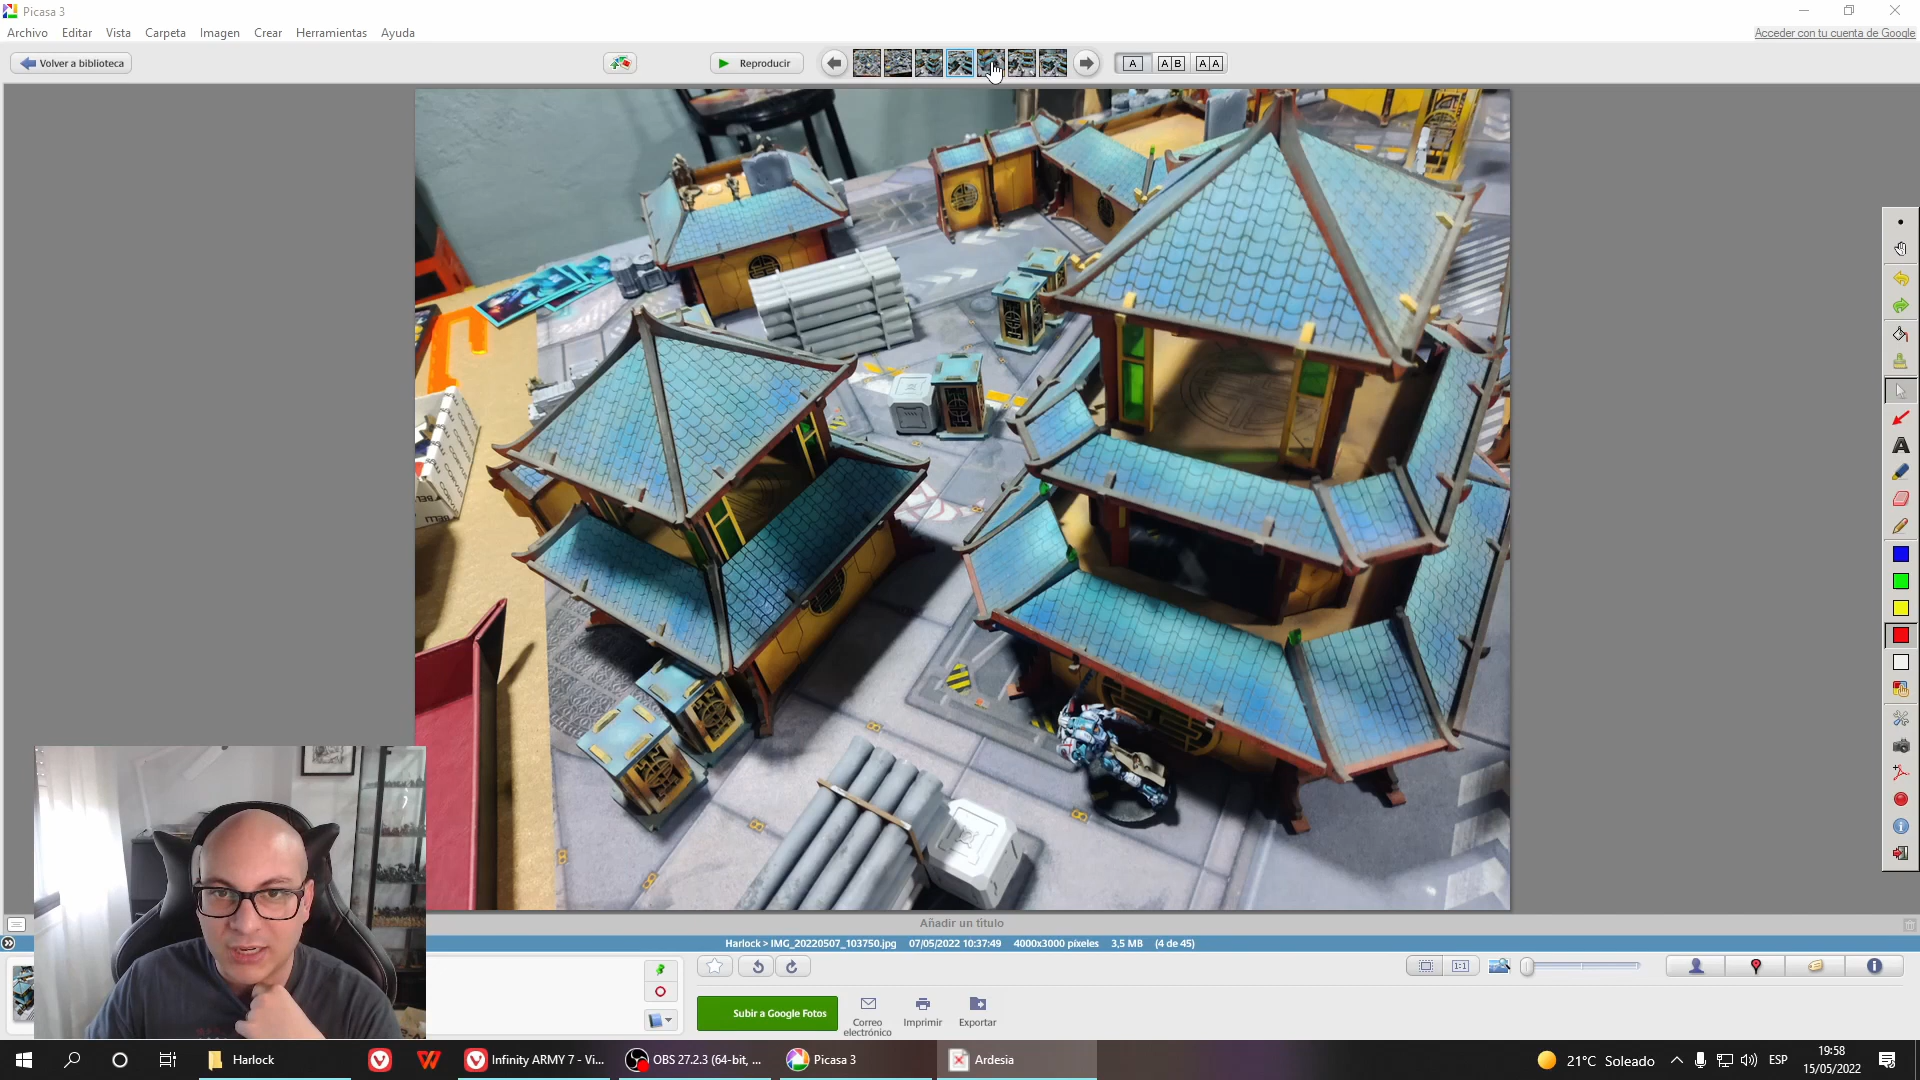 Picasa 3
Archivo Editar Vista Carpeta Imagen Crear Herramientas Ayuda
Acceder con tu cuenta de Google
Volver a biblioteca
Reproducir
A
A B
A A
A
Añadir un título
Harlock > IMG_20220507_103750.jpg 07/05/2022 10:37:49 4000x3000 píxeles 3,5 MB (4 de 45)
1:1
Subir a Google Fotos
Correo electrónico
Imprimir
Exportar
Harlock
Infinity ARMY 7 - Vi...
OBS 27.2.3 (64-bit, ...
Picasa 3
Ardesia
21°C Soleado
ESP
19:58
15/05/2022